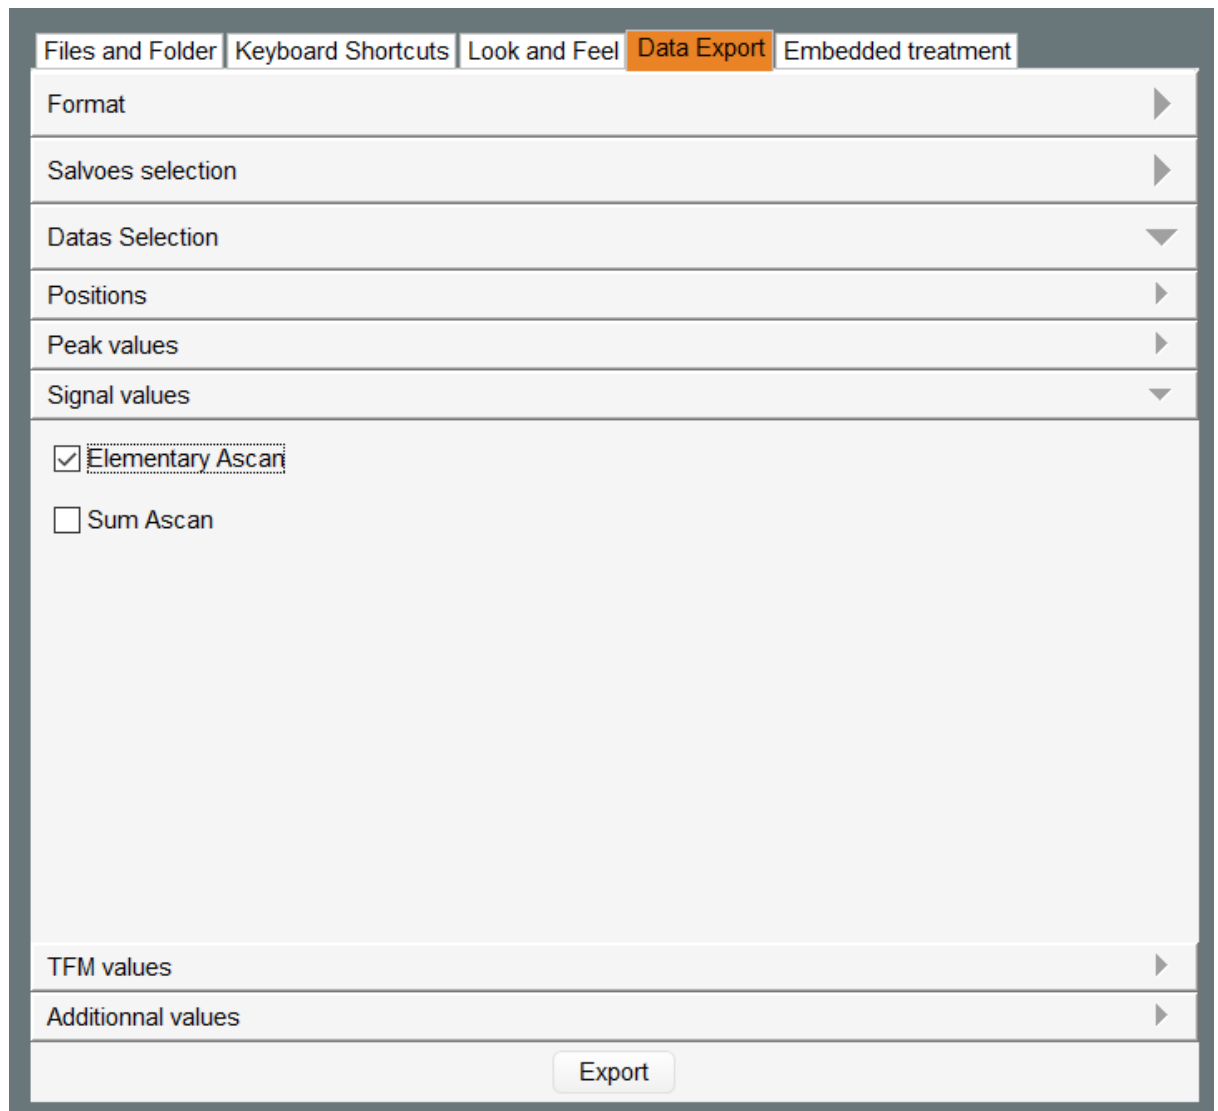 Files and Folder Keyboard Shortcuts Look and Feel Data Export Embedded treatment
Format
Salvoes selection
Datas Selection
Positions
Peak values
Signal values
Elementary Ascan
Sum Ascan
TFM values
Additionnal values
Export